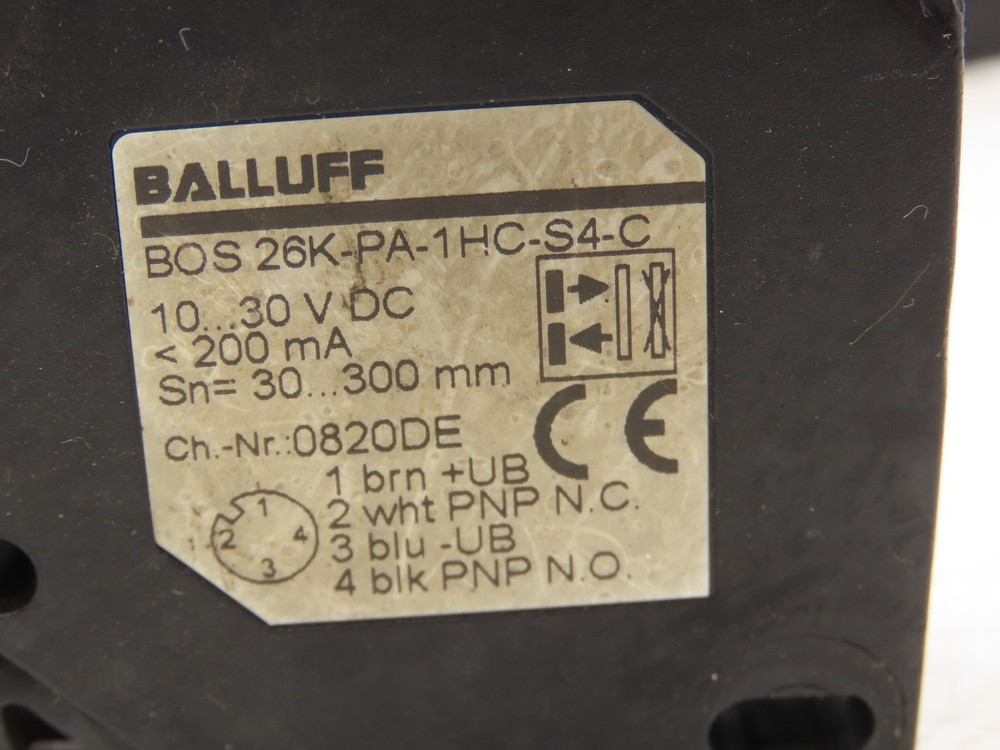 BALLUFF
BOS 26K-PA-1HC-S4-C
10...30 V DC
< 200 mA
Sn= 30...300 mm
CE
Ch.-Nr.:0820DE
1 brn +UB
2 wht PNP N.C.
3 blu -UB
4 blk PNP N.O.
1
2 4
3